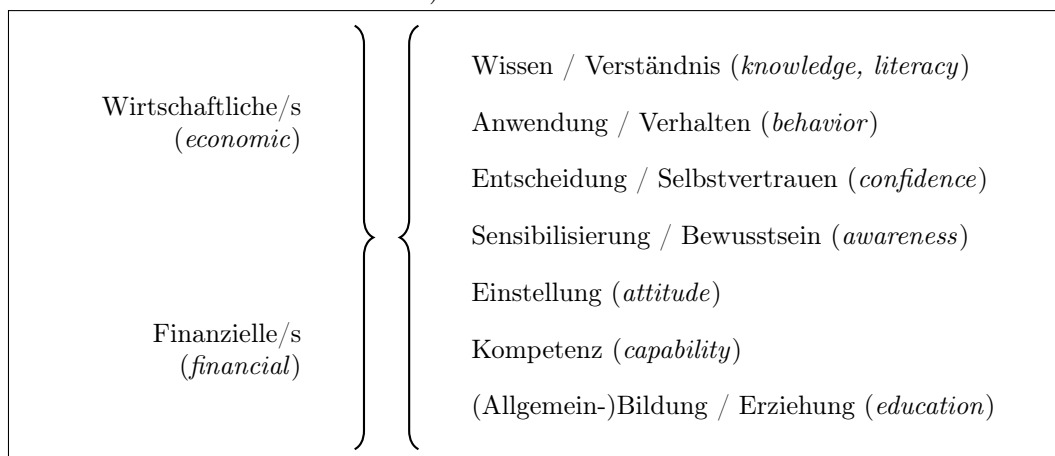 Wirtschaftliche/s
(economic)
Finanzielle/s
(financial)
Wissen / Verständnis (knowledge, literacy)
Anwendung / Verhalten (behavior)
Entscheidung / Selbstvertrauen (confidence)
Sensibilisierung / Bewusstsein (awareness)
Einstellung (attitude)
Kompetenz (capability)
(Allgemein-)Bildung / Erziehung (education)